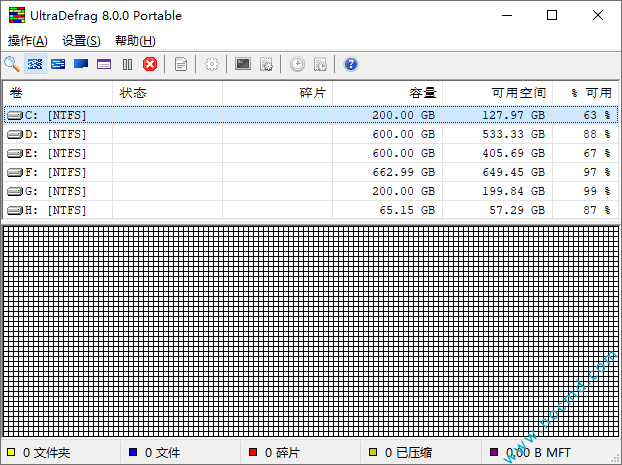 UltraDefrag 8.0.0 Portable
操作(A) 设置(S) 帮助(H)
卷 状态 碎片 容量 可用空间 % 可用
C: [NTFS] 200.00 GB 127.97 GB 63 %
D: [NTFS] 600.00 GB 533.33 GB 88 %
E: [NTFS] 600.00 GB 405.69 GB 67 %
F: [NTFS] 662.99 GB 649.45 GB 97 %
G: [NTFS] 200.00 GB 199.84 GB 99 %
H: [NTFS] 65.15 GB 57.29 GB 87 %
0 文件夹 0 文件 0 碎片 0 已压缩 0.00 B MFT